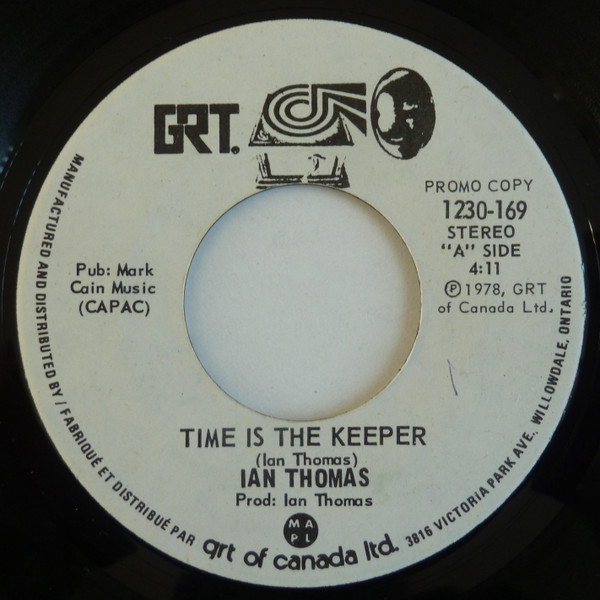 GRT.
PROMO COPY
1230-169
STEREO
"A" SIDE
4:11
Ⓟ1978, GRT
of Canada Ltd.
Pub: Mark
Cain Music
(CAPAC)
TIME IS THE KEEPER
(Ian Thomas)
IAN THOMAS
Prod: Ian Thomas
M A
P L
MANUFACTURED AND DISTRIBUTED BY / FABRIQUÉ ET DISTRIBUÉ PAR grt of canada ltd. 3816 VICTORIA PARK AVE. WILLOWDALE, ONTARIO